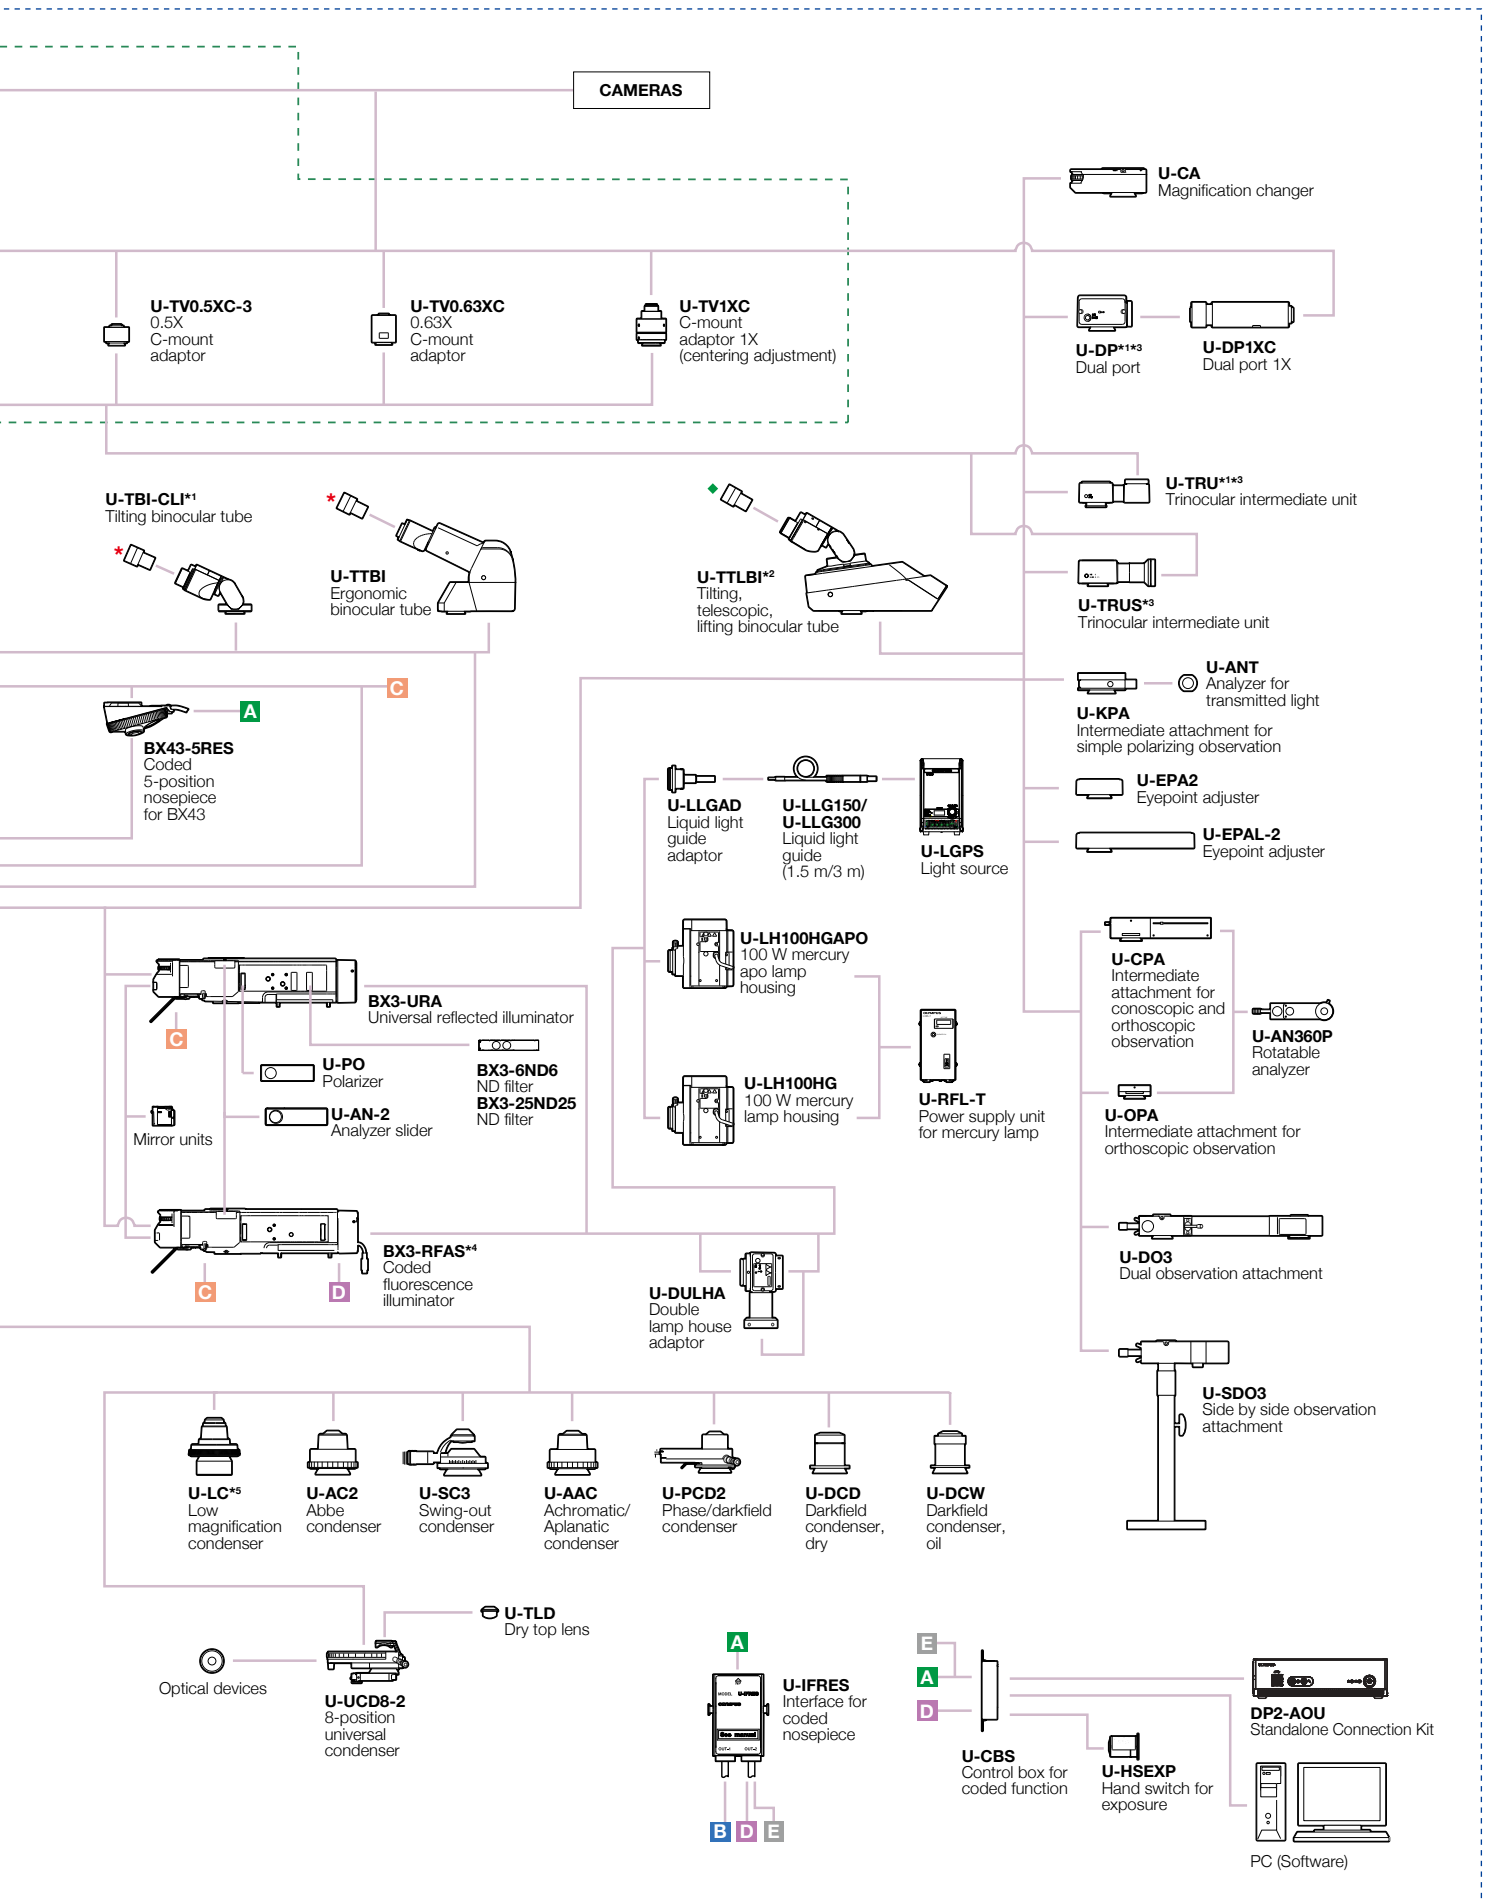 CAMERAS
U-CA
Magnification changer
U-TV0.5XC-3
0.5X
C-mount
adaptor
U-TV0.63XC
0.63X
C-mount
adaptor
U-TV1XC
C-mount
adaptor 1X
(centering adjustment)
U-DP*1*3
Dual port
U-DP1XC
Dual port 1X
U-TBI-CLI*1
Tilting binocular tube
*
*
U-TTBI
Ergonomic
binocular tube
◆
U-TTLBI*2
Tilting,
telescopic,
lifting binocular tube
U-TRU*1*3
Trinocular intermediate unit
U-TRUS*3
Trinocular intermediate unit
C
A
BX43-5RES
Coded
5-position
nosepiece
for BX43
U-ANT
Analyzer for
transmitted light
U-KPA
Intermediate attachment for
simple polarizing observation
U-LLGAD
Liquid light
guide
adaptor
U-LLG150/
U-LLG300
Liquid light
guide
(1.5 m/3 m)
U-LGPS
Light source
U-EPA2
Eyepoint adjuster
U-EPAL-2
Eyepoint adjuster
U-LH100HGAPO
100 W mercury
apo lamp
housing
U-CPA
Intermediate
attachment for
conoscopic and
orthoscopic
observation
U-AN360P
Rotatable
analyzer
BX3-URA
Universal reflected illuminator
C
U-PO
Polarizer
BX3-6ND6
ND filter
BX3-25ND25
ND filter
U-AN-2
Analyzer slider
Mirror units
U-LH100HG
100 W mercury
lamp housing
U-RFL-T
Power supply unit
for mercury lamp
U-OPA
Intermediate attachment for
orthoscopic observation
BX3-RFAS*4
Coded
fluorescence
illuminator
C
D
U-DULHA
Double
lamp house
adaptor
U-DO3
Dual observation attachment
U-SDO3
Side by side observation
attachment
U-LC*5
Low
magnification
condenser
U-AC2
Abbe
condenser
U-SC3
Swing-out
condenser
U-AAC
Achromatic/
Aplanatic
condenser
U-PCD2
Phase/darkfield
condenser
U-DCD
Darkfield
condenser,
dry
U-DCW
Darkfield
condenser,
oil
U-TLD
Dry top lens
Optical devices
U-UCD8-2
8-position
universal
condenser
A
MODEL U-IFRES
OLYMPUS
See manual
OUT-1 OUT-2
U-IFRES
Interface for
coded
nosepiece
B
D
E
E
A
D
U-CBS
Control box for
coded function
U-HSEXP
Hand switch for
exposure
DP2-AOU
Standalone Connection Kit
PC (Software)